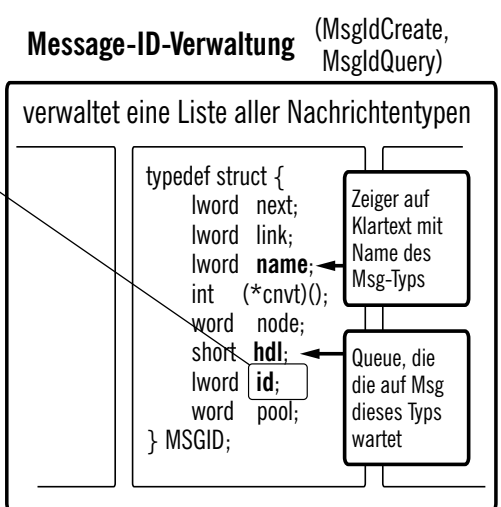 Message-ID-Verwaltung
(MsgIdCreate,
MsgIdQuery)
verwaltet eine Liste aller Nachrichtentypen
typedef struct {
lword next;
lword link;
lword name;
int (*cnvt)();
word node;
short hdl;
lword id;
word pool;
} MSGID;
Zeiger auf
Klartext mit
Name des
Msg-Typs
Queue, die
die auf Msg
dieses Typs
wartet